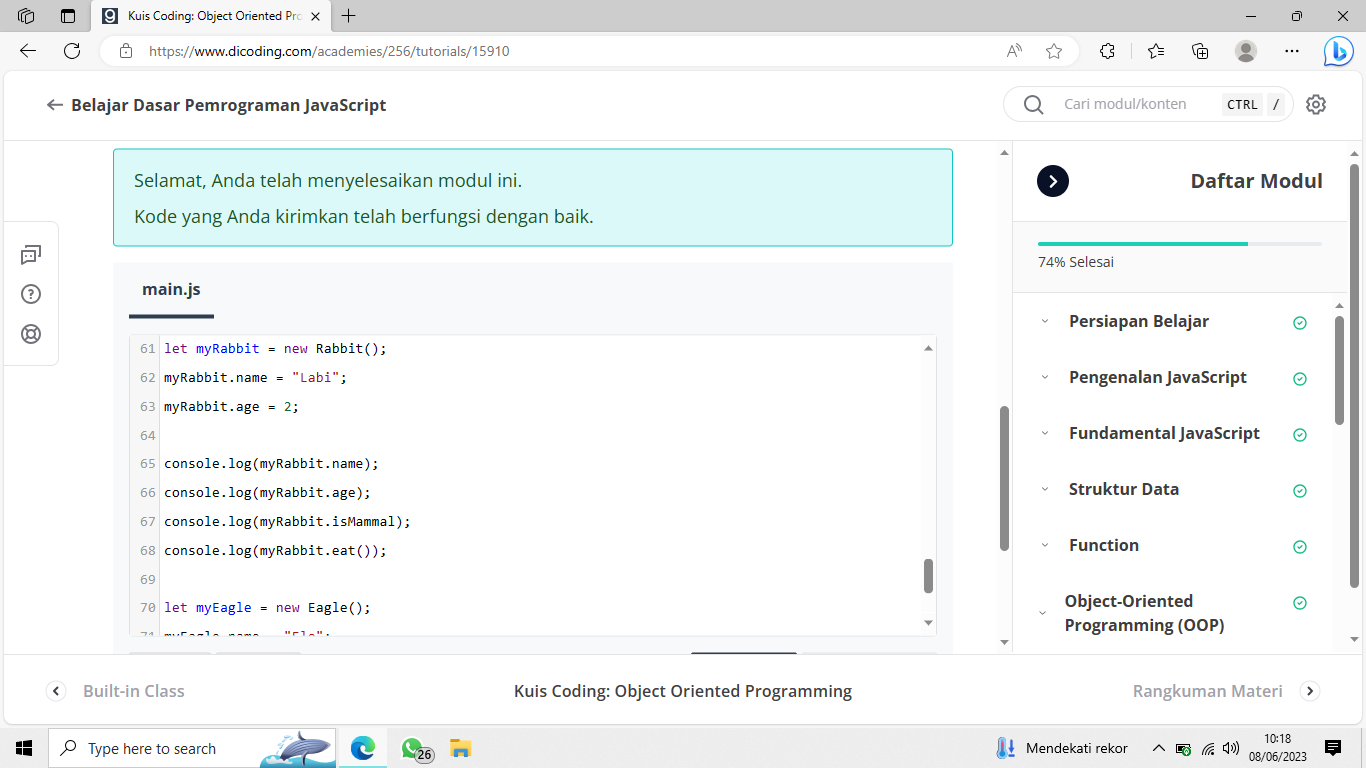 Kuis Coding: Object Oriented Pro
https://www.dicoding.com/academies/256/tutorials/15910
Belajar Dasar Pemrograman JavaScript
Cari modul/konten CTRL /
Selamat, Anda telah menyelesaikan modul ini.
Kode yang Anda kirimkan telah berfungsi dengan baik.
main.js
61 let myRabbit = new Rabbit();
62 myRabbit.name = "Labi";
63 myRabbit.age = 2;
64
65 console.log(myRabbit.name);
66 console.log(myRabbit.age);
67 console.log(myRabbit.isMammal);
68 console.log(myRabbit.eat());
69
70 let myEagle = new Eagle();
71 myEagle.name = "Elo";
Daftar Modul
74% Selesai
Persiapan Belajar
Pengenalan JavaScript
Fundamental JavaScript
Struktur Data
Function
Object-Oriented
Programming (OOP)
Built-in Class
Kuis Coding: Object Oriented Programming
Rangkuman Materi
Type here to search
26
Mendekati rekor
10:18
08/06/2023